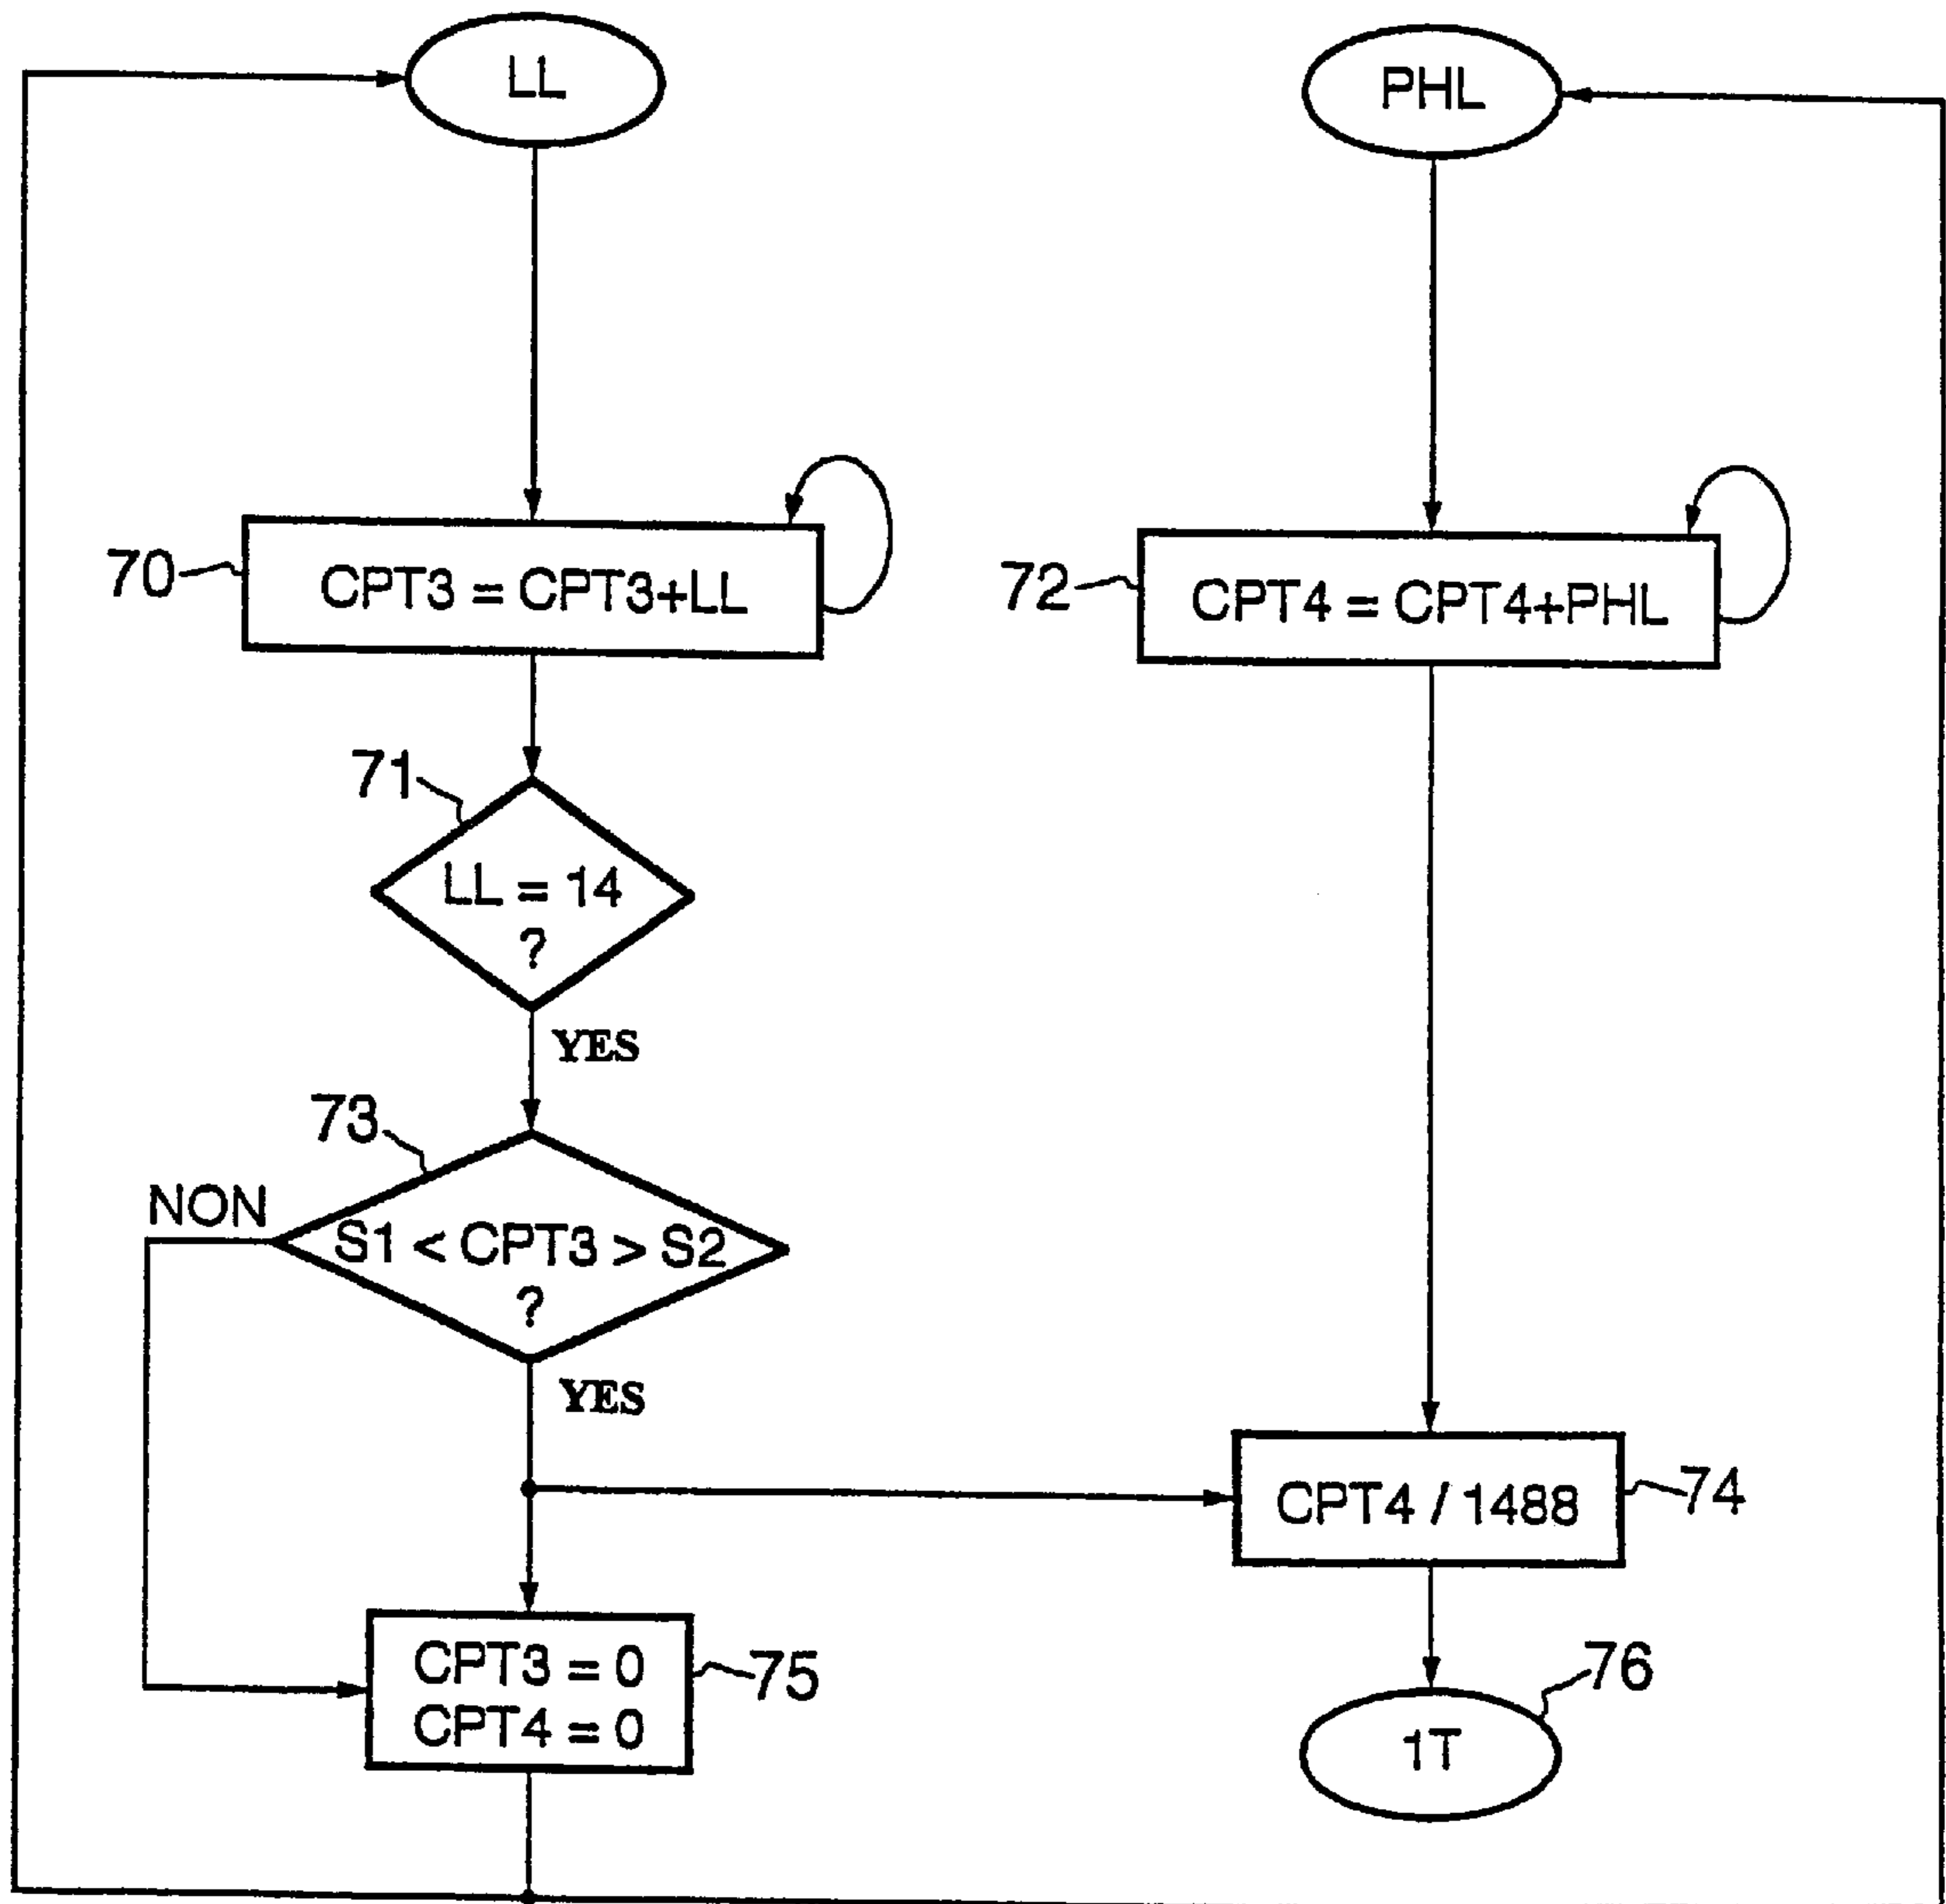 LL
PHL
70
CPT3 = CPT3+LL
72
CPT4 = CPT4+PHL
71
LL = 14
?
YES
73
NON
S1 < CPT3 > S2
?
YES
CPT4 / 1488
74
CPT3 = 0
CPT4 = 0
75
76
1T